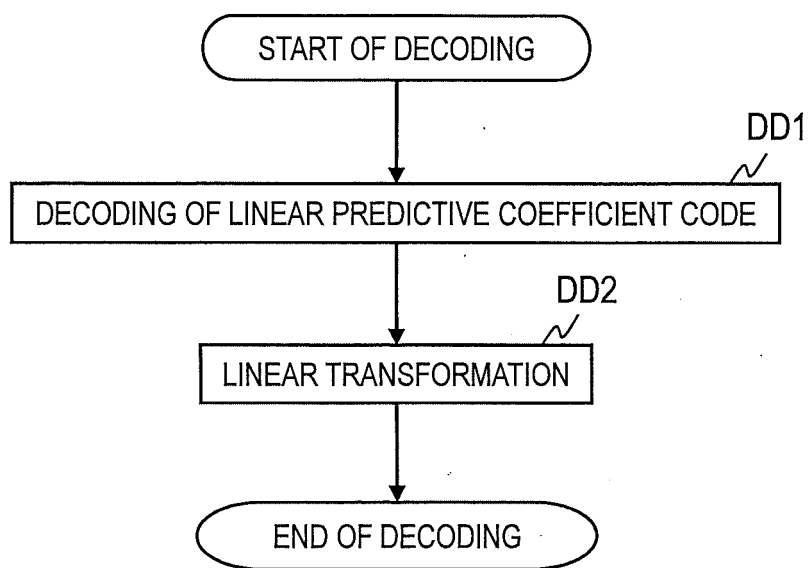 START OF DECODING
DD1
DECODING OF LINEAR PREDICTIVE COEFFICIENT CODE
DD2
LINEAR TRANSFORMATION
END OF DECODING